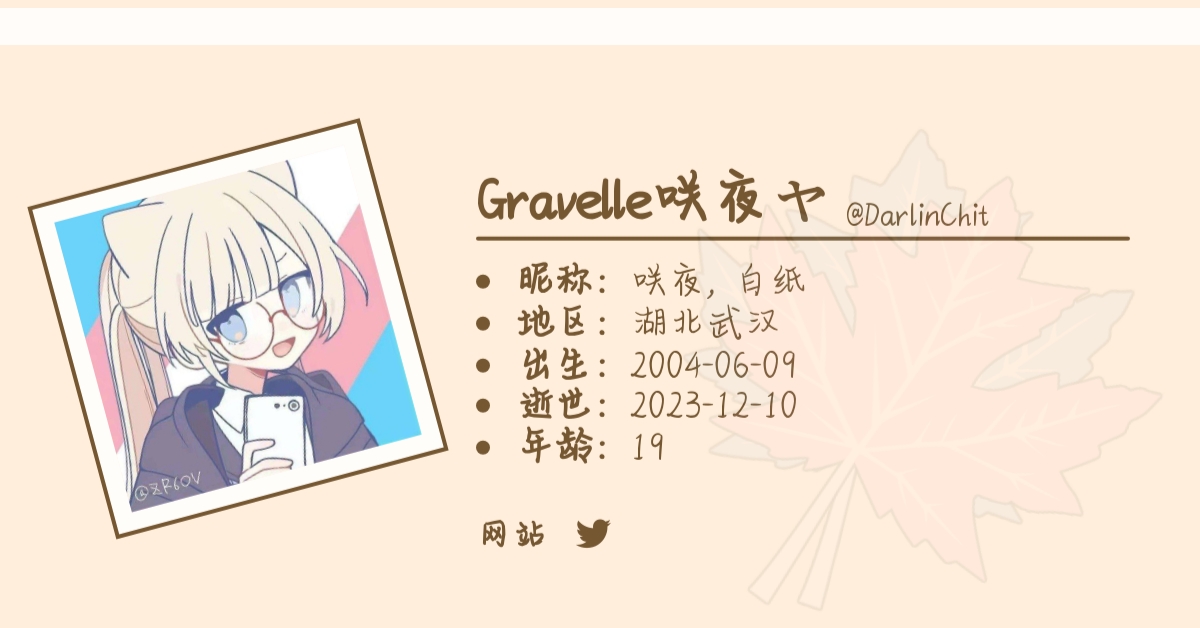 Gravelle咲夜ヤ @DarlinChit
• 昵称： 咲夜，白纸
• 地区： 湖北武汉
• 出生： 2004-06-09
• 逝世： 2023-12-10
• 年龄： 19
网站
@ZR6OV